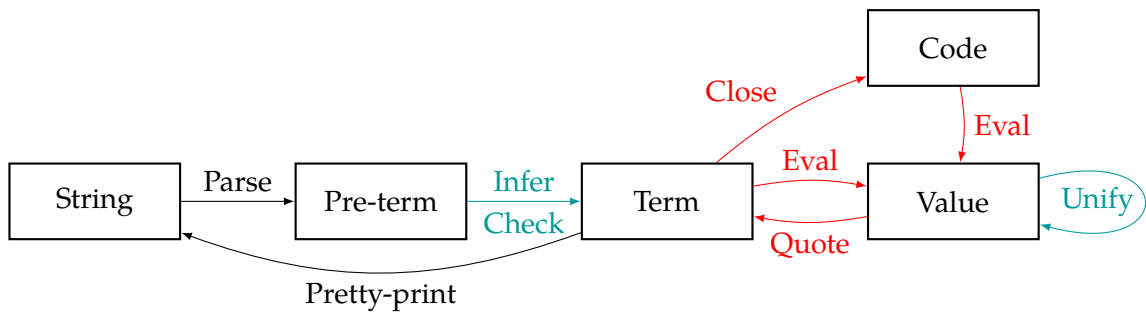 Code
Close
Eval
String
Parse
Pre-term
Infer
Check
Term
Eval
Quote
Value
Unify
Pretty-print